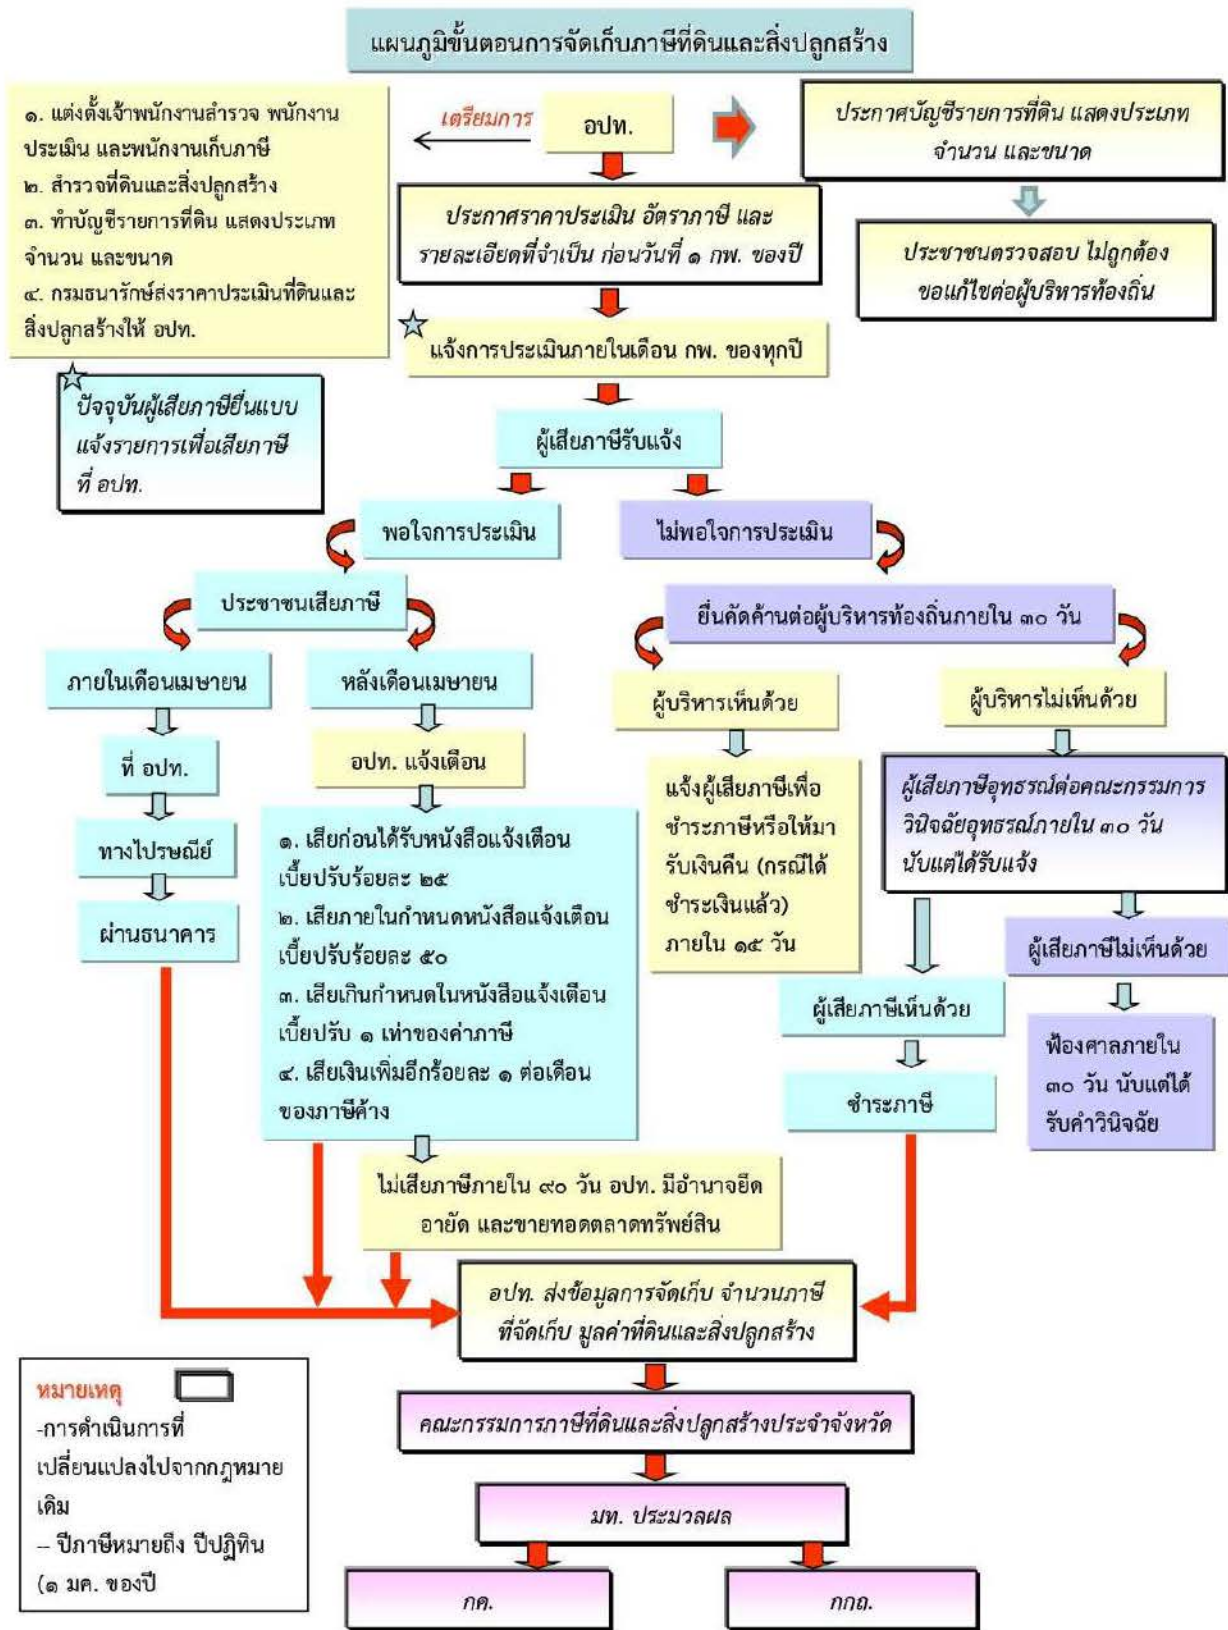 แผนภูมิขั้นตอนการจัดเก็บภาษีที่ดินและสิ่งปลูกสร้าง
๑. แต่งตั้งเจ้าพนักงานสำรวจ พนักงาน
ประเมิน และพนักงานเก็บภาษี
๒. สำรวจที่ดินและสิ่งปลูกสร้าง
๓. ทำบัญชีรายการที่ดิน แสดงประเภท
จำนวน และขนาด
๔. กรมธนารักษ์ส่งราคาประเมินที่ดินและ
สิ่งปลูกสร้างให้ อปท.
เตรียมการ
อปท.
ประกาศบัญชีรายการที่ดิน แสดงประเภท
จำนวน และขนาด
ประชาชนตรวจสอบ ไม่ถูกต้อง
ขอแก้ไขต่อผู้บริหารท้องถิ่น
ประกาศราคาประเมิน อัตราภาษี และ
รายละเอียดที่จำเป็น ก่อนวันที่ ๑ กพ. ของปี
แจ้งการประเมินภายในเดือน กพ. ของทุกปี
ปัจจุบันผู้เสียภาษียื่นแบบ
แจ้งรายการเพื่อเสียภาษี
ที่ อปท.
ผู้เสียภาษีรับแจ้ง
พอใจการประเมิน
ไม่พอใจการประเมิน
ประชาชนเสียภาษี
ยื่นคัดค้านต่อผู้บริหารท้องถิ่นภายใน ๓๐ วัน
ภายในเดือนเมษายน
หลังเดือนเมษายน
ผู้บริหารเห็นด้วย
ผู้บริหารไม่เห็นด้วย
ที่ อปท.
ทางไปรษณีย์
ผ่านธนาคาร
อปท. แจ้งเตือน
๑. เสียก่อนได้รับหนังสือแจ้งเตือน
เบี้ยปรับร้อยละ ๒๕
๒. เสียภายในกำหนดหนังสือแจ้งเตือน
เบี้ยปรับร้อยละ ๕๐
๓. เสียเกินกำหนดในหนังสือแจ้งเตือน
เบี้ยปรับ ๑ เท่าของค่าภาษี
๔. เสียเงินเพิ่มอีกร้อยละ ๑ ต่อเดือน
ของภาษีค้าง
แจ้งผู้เสียภาษีเพื่อ
ชำระภาษีหรือให้มา
รับเงินคืน (กรณีได้
ชำระเงินแล้ว)
ภายใน ๑๕ วัน
ผู้เสียภาษีอุทธรณ์ต่อคณะกรรมการ
วินิจฉัยอุทธรณ์ภายใน ๓๐ วัน
นับแต่ได้รับแจ้ง
ผู้เสียภาษีไม่เห็นด้วย
ผู้เสียภาษีเห็นด้วย
ชำระภาษี
ฟ้องศาลภายใน
๓๐ วัน นับแต่ได้
รับคำวินิจฉัย
ไม่เสียภาษีภายใน ๙๐ วัน อปท. มีอำนาจยึด
อายัด และขายทอดตลาดทรัพย์สิน
อปท. ส่งข้อมูลการจัดเก็บ จำนวนภาษี
ที่จัดเก็บ มูลค่าที่ดินและสิ่งปลูกสร้าง
คณะกรรมการภาษีที่ดินและสิ่งปลูกสร้างประจำจังหวัด
มท. ประมวลผล
กค.
กกถ.
หมายเหตุ
-การดำเนินการที่
เปลี่ยนแปลงไปจากกฎหมาย
เดิม
-- ปีภาษีหมายถึง ปีปฏิทิน
(๑ มค. ของปี